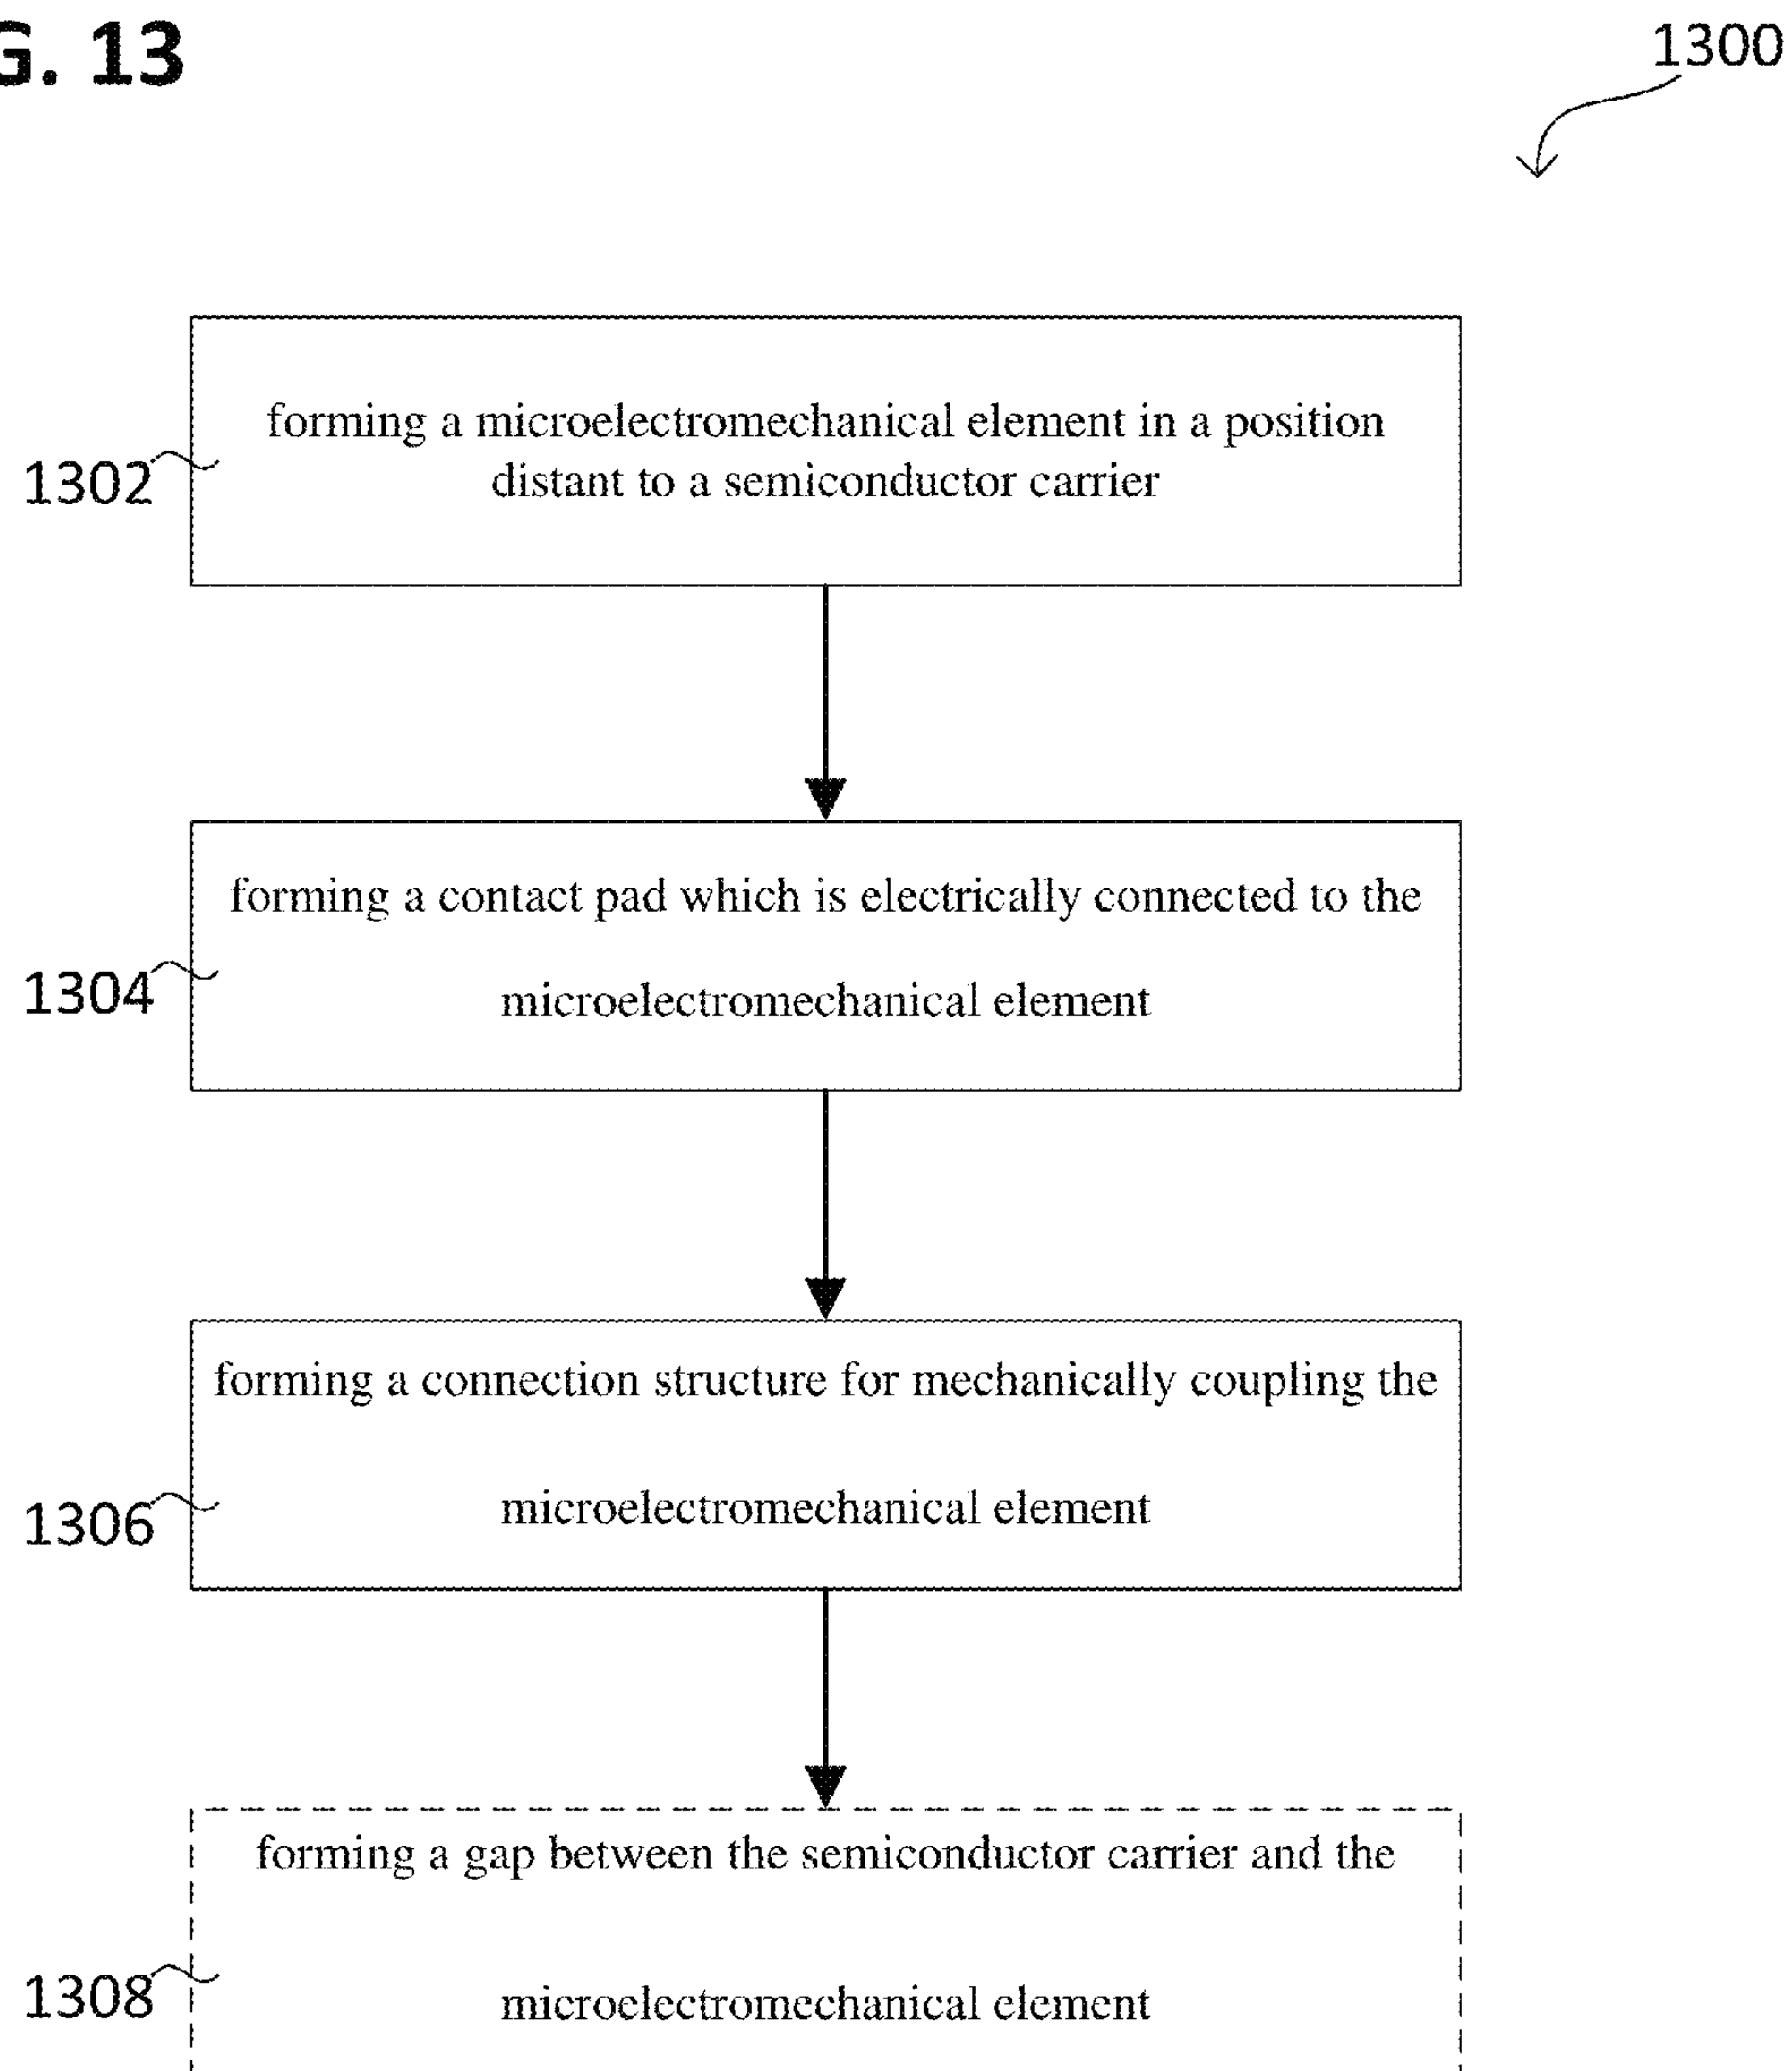 G. 13
1300
forming a microelectromechanical element in a position
distant to a semiconductor carrier
1302
forming a contact pad which is electrically connected to the
1304
microelectromechanical element
forming a connection structure for mechanically coupling the
1306
microelectromechanical element
forming a gap between the semiconductor carrier and the
1308
microelectromechanical element